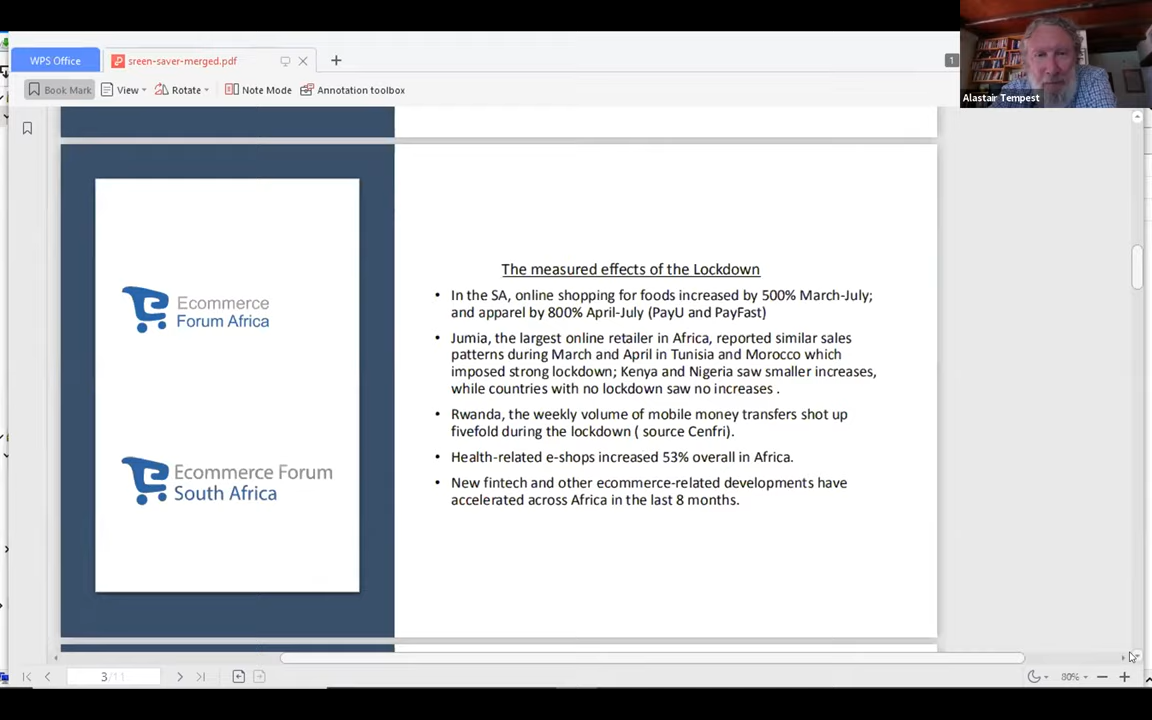 WPS Office
sreen-saver-merged.pdf
1
Alastair Tempest
Book Mark
View
Rotate
Note Mode
Annotation toolbox
Ecommerce
Forum Africa
Ecommerce Forum
South Africa
The measured effects of the Lockdown
• In the SA, online shopping for foods increased by 500% March-July;
and apparel by 800% April-July (PayU and PayFast)
• Jumia, the largest online retailer in Africa, reported similar sales
patterns during March and April in Tunisia and Morocco which
imposed strong lockdown; Kenya and Nigeria saw smaller increases,
while countries with no lockdown saw no increases .
• Rwanda, the weekly volume of mobile money transfers shot up
fivefold during the lockdown ( source Cenfri).
• Health-related e-shops increased 53% overall in Africa.
• New fintech and other ecommerce-related developments have
accelerated across Africa in the last 8 months.
3/11
80%